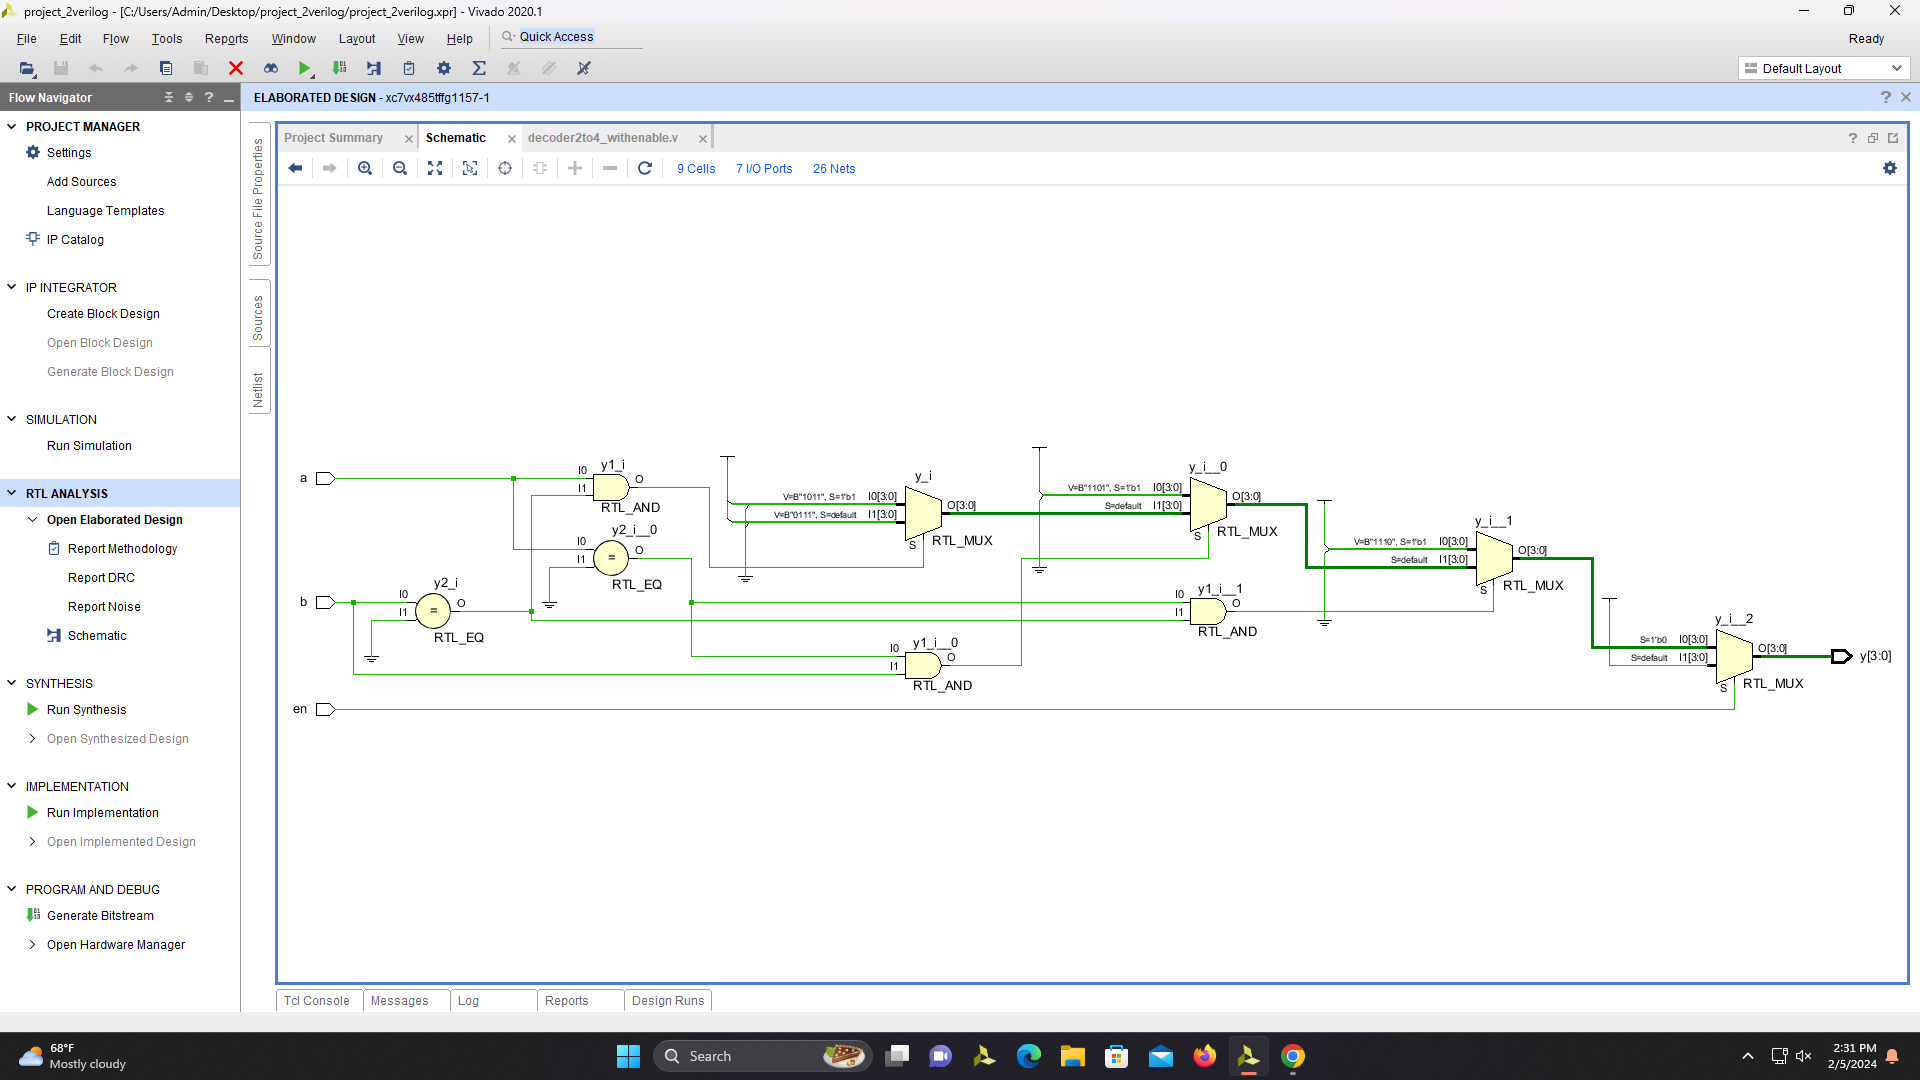 project_2verilog - [C:/Users/Admin/Desktop/project_2verilog/project_2verilog.xpr] - Vivado 2020.1
File Edit Flow Tools Reports Window Layout View Help Quick Access Ready
Default Layout
Flow Navigator
ELABORATED DESIGN - xc7vx485tffg1157-1
PROJECT MANAGER
Settings
Add Sources
Language Templates
IP Catalog
IP INTEGRATOR
Create Block Design
Open Block Design
Generate Block Design
SIMULATION
Run Simulation
RTL ANALYSIS
Open Elaborated Design
Report Methodology
Report DRC
Report Noise
Schematic
SYNTHESIS
Run Synthesis
Open Synthesized Design
IMPLEMENTATION
Run Implementation
Open Implemented Design
PROGRAM AND DEBUG
Generate Bitstream
Open Hardware Manager
Source File Properties
Sources
Netlist
Project Summary Schematic decoder2to4_withenable.v
9 Cells 7 I/O Ports 26 Nets
a
b
en
y2_i
I0
I1
O
=
RTL_EQ
y1_i
I0
I1
O
RTL_AND
y2_i__0
I0
I1
O
=
RTL_EQ
y_i
V=B"1011", S=1'b1 I0[3:0]
V=B"0111", S=default I1[3:0]
O[3:0]
S
RTL_MUX
y1_i__0
I0
I1
O
RTL_AND
y_i__0
V=B"1101", S=1'b1 I0[3:0]
S=default I1[3:0]
O[3:0]
S
RTL_MUX
y1_i__1
I0
I1
O
RTL_AND
y_i__1
V=B"1110", S=1'b1 I0[3:0]
S=default I1[3:0]
O[3:0]
S
RTL_MUX
y_i__2
S=1'b0 I0[3:0]
S=default I1[3:0]
O[3:0]
S
RTL_MUX
y[3:0]
Tcl Console Messages Log Reports Design Runs
68°F
Mostly cloudy
Search
2:31 PM
2/5/2024